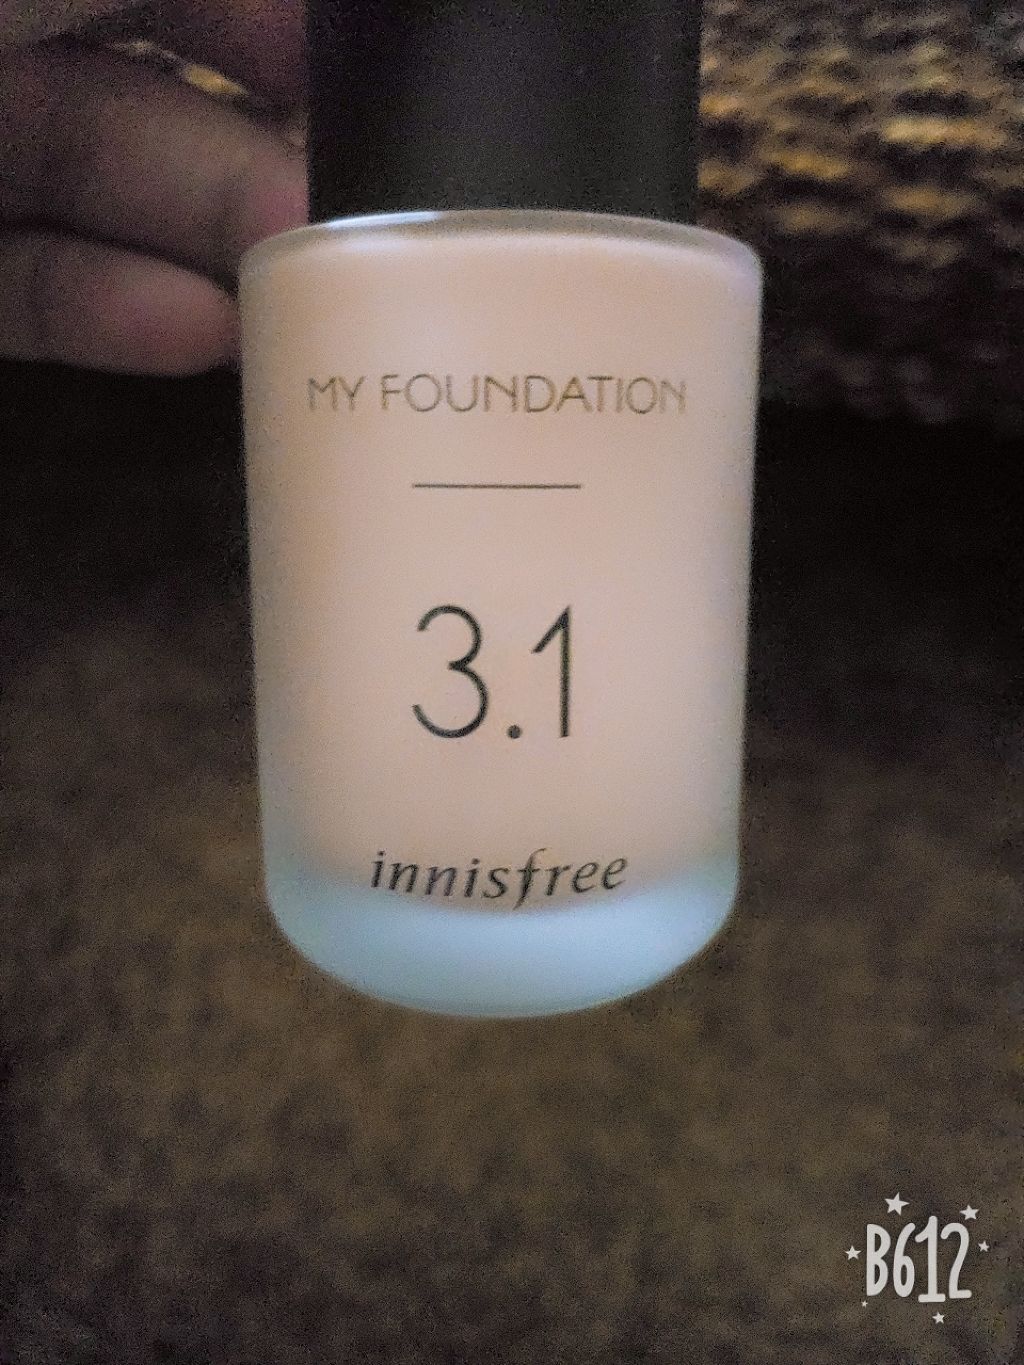 MY FOUNDATION
3.1
innisfree
B612